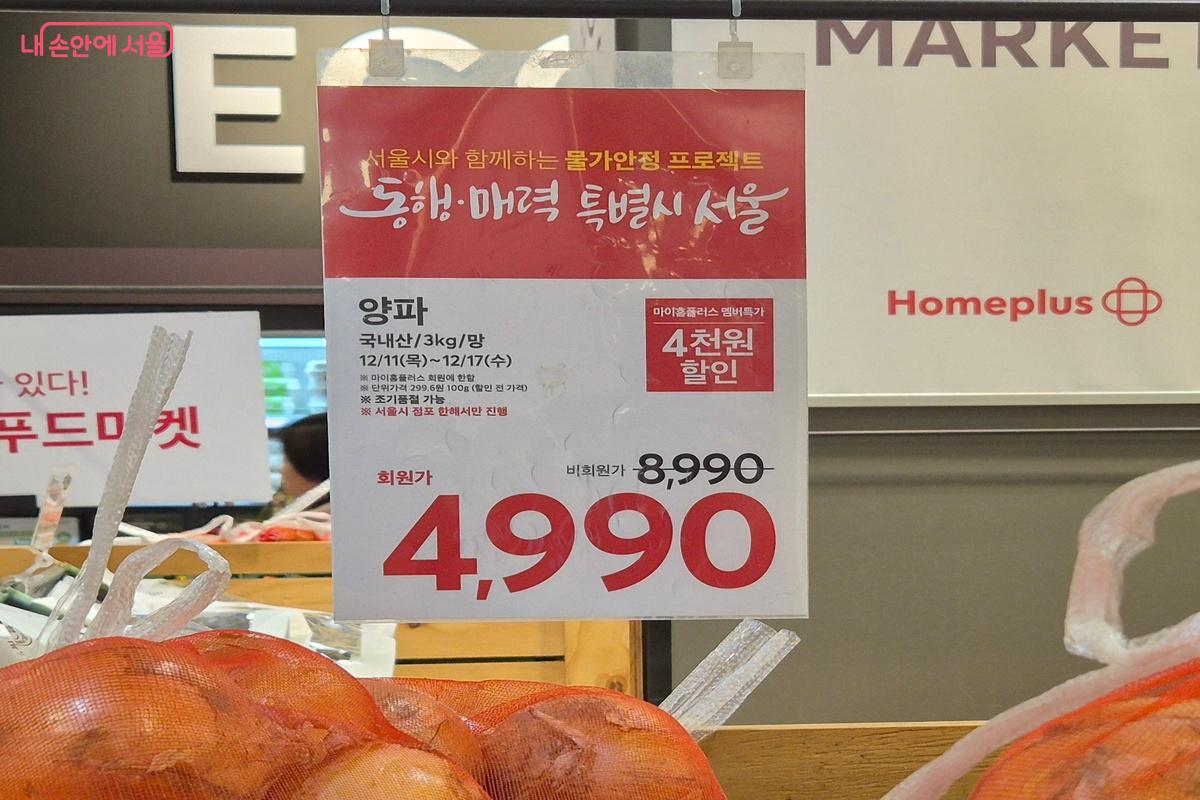 내 손안에 서울
E
MARKE
서울시와 함께하는 물가안정 프로젝트
동행·매력 특별시 서울
Homeplus
양파
국내산/3kg/망
12/11(목)~12/17(수)
※ 마이홈플러스 회원에 한함
※ 단위가격 299.6원 100g (할인 전 가격)
※ 조기품절 가능
※ 서울시 점포 한해서만 진행
마이홈플러스 멤버특가
4천원
할인
있다!
푸드마켓
회원가
비회원가 8,990
4,990